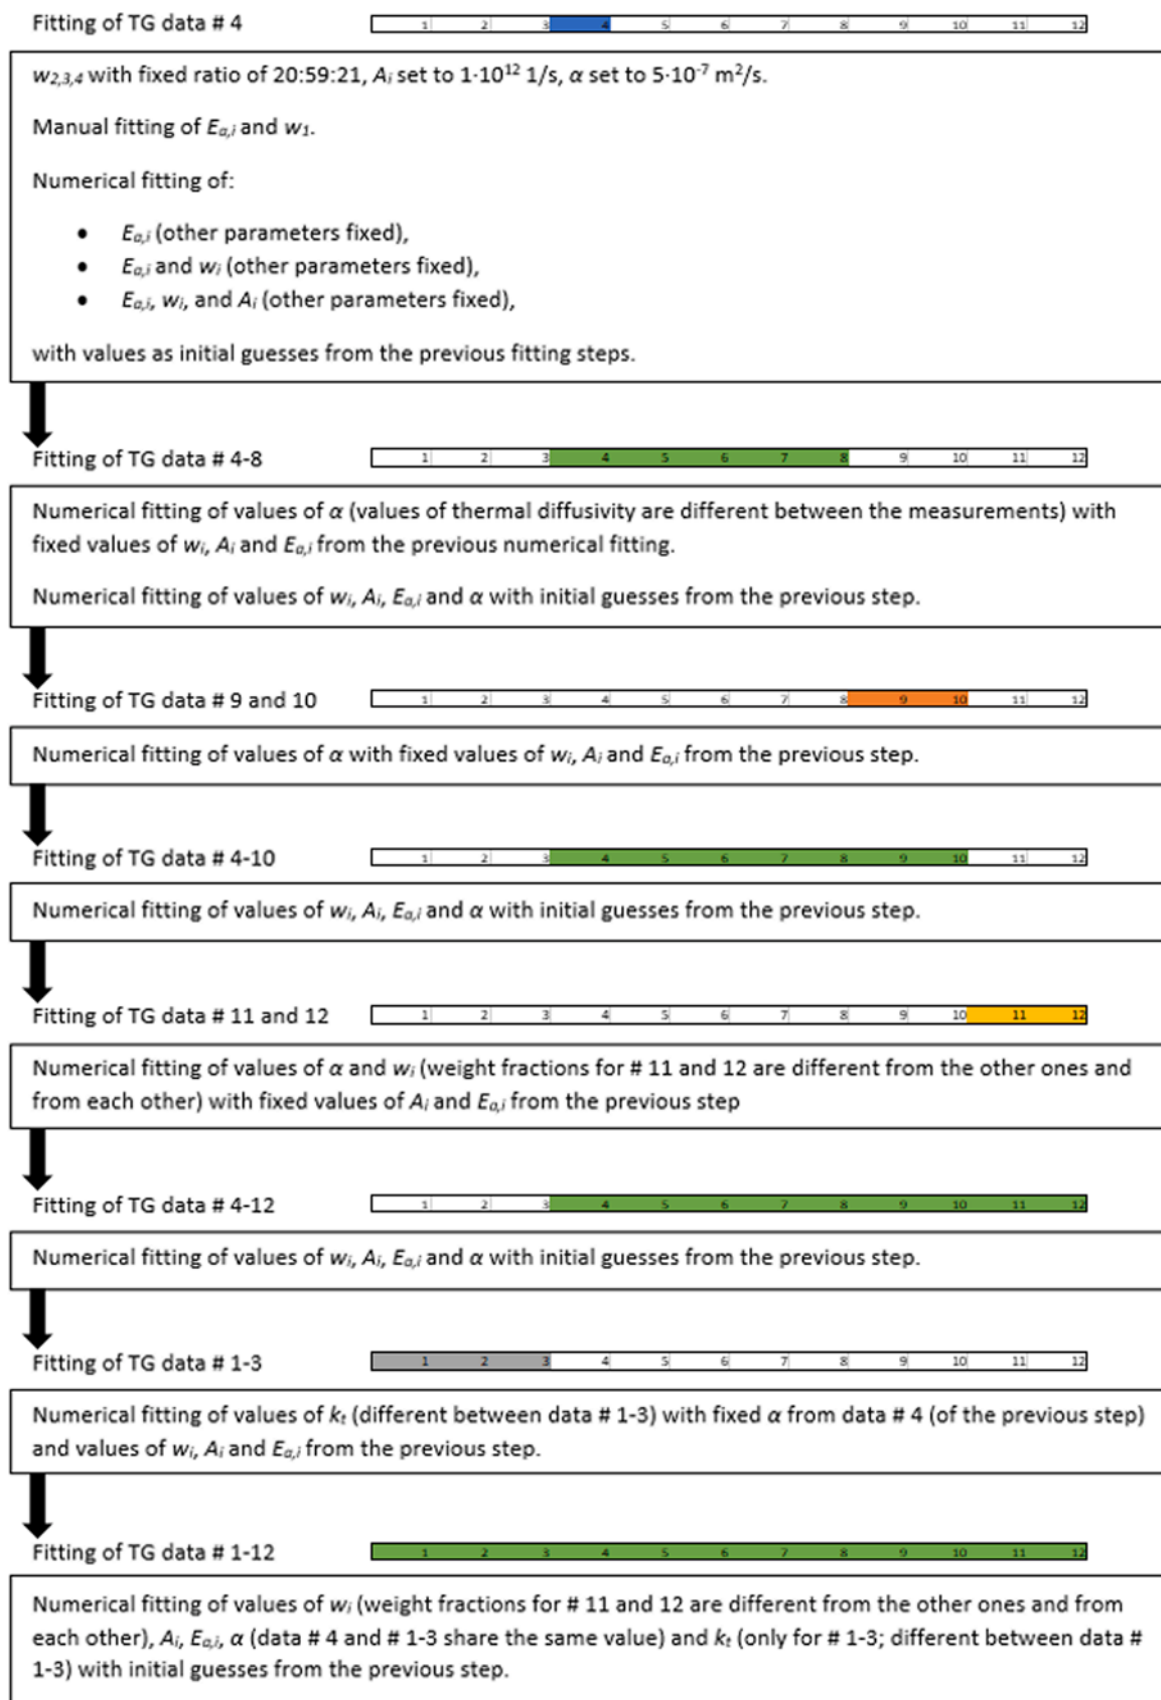 Fitting of TG data # 4
1 2 3 4 5 6 7 8 9 10 11 12
w2,3,4 with fixed ratio of 20:59:21, Ai set to 1·10¹² 1/s, α set to 5·10⁻⁷ m²/s.
Manual fitting of Ea,i and w1.
Numerical fitting of:
• Ea,i (other parameters fixed),
• Ea,i and wi (other parameters fixed),
• Ea,i, wi, and Ai (other parameters fixed),
with values as initial guesses from the previous fitting steps.
Fitting of TG data # 4-8
1 2 3 4 5 6 7 8 9 10 11 12
Numerical fitting of values of α (values of thermal diffusivity are different between the measurements) with
fixed values of wi, Ai and Ea,i from the previous numerical fitting.
Numerical fitting of values of wi, Ai, Ea,i and α with initial guesses from the previous step.
Fitting of TG data # 9 and 10
1 2 3 4 5 6 7 8 9 10 11 12
Numerical fitting of values of α with fixed values of wi, Ai and Ea,i from the previous step.
Fitting of TG data # 4-10
1 2 3 4 5 6 7 8 9 10 11 12
Numerical fitting of values of wi, Ai, Ea,i and α with initial guesses from the previous step.
Fitting of TG data # 11 and 12
1 2 3 4 5 6 7 8 9 10 11 12
Numerical fitting of values of α and wi (weight fractions for # 11 and 12 are different from the other ones and
from each other) with fixed values of Ai and Ea,i from the previous step
Fitting of TG data # 4-12
1 2 3 4 5 6 7 8 9 10 11 12
Numerical fitting of values of wi, Ai, Ea,i and α with initial guesses from the previous step.
Fitting of TG data # 1-3
1 2 3 4 5 6 7 8 9 10 11 12
Numerical fitting of values of kt (different between data # 1-3) with fixed α from data # 4 (of the previous step)
and values of wi, Ai and Ea,i from the previous step.
Fitting of TG data # 1-12
1 2 3 4 5 6 7 8 9 10 11 12
Numerical fitting of values of wi (weight fractions for # 11 and 12 are different from the other ones and from
each other), Ai, Ea,i, α (data # 4 and # 1-3 share the same value) and kt (only for # 1-3; different between data #
1-3) with initial guesses from the previous step.